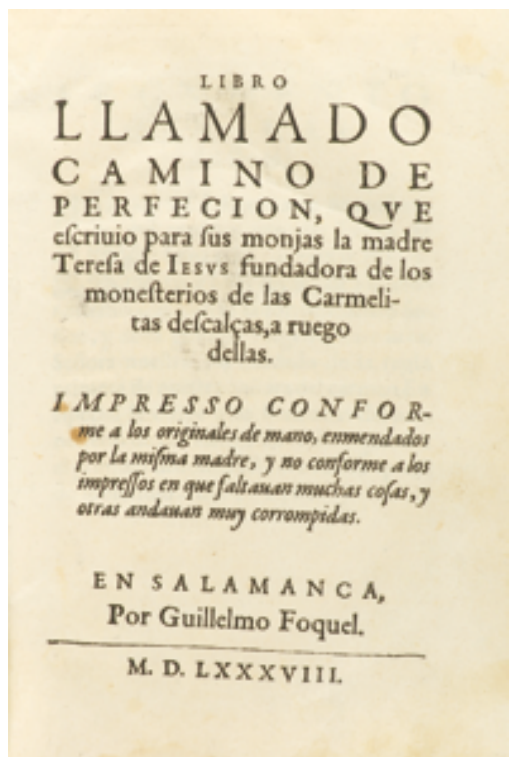 LIBRO
LLAMADO
CAMINO DE
PERFECION, QVE
eſcriuio para ſus monjas la madre
Tereſa de IESVS fundadora de los
moneſterios de las Carmeli-
tas deſcalças, a ruego
dellas.
IMPRESSO CONFOR-
me a los originales de mano, enmendados
por la miſma madre, y no conforme a los
impreſſos en que faltauan muchas coſas, y
otras andauan muy corrompidas.
EN SALAMANCA,
Por Guillelmo Foquel.
M. D. LXXXVIII.